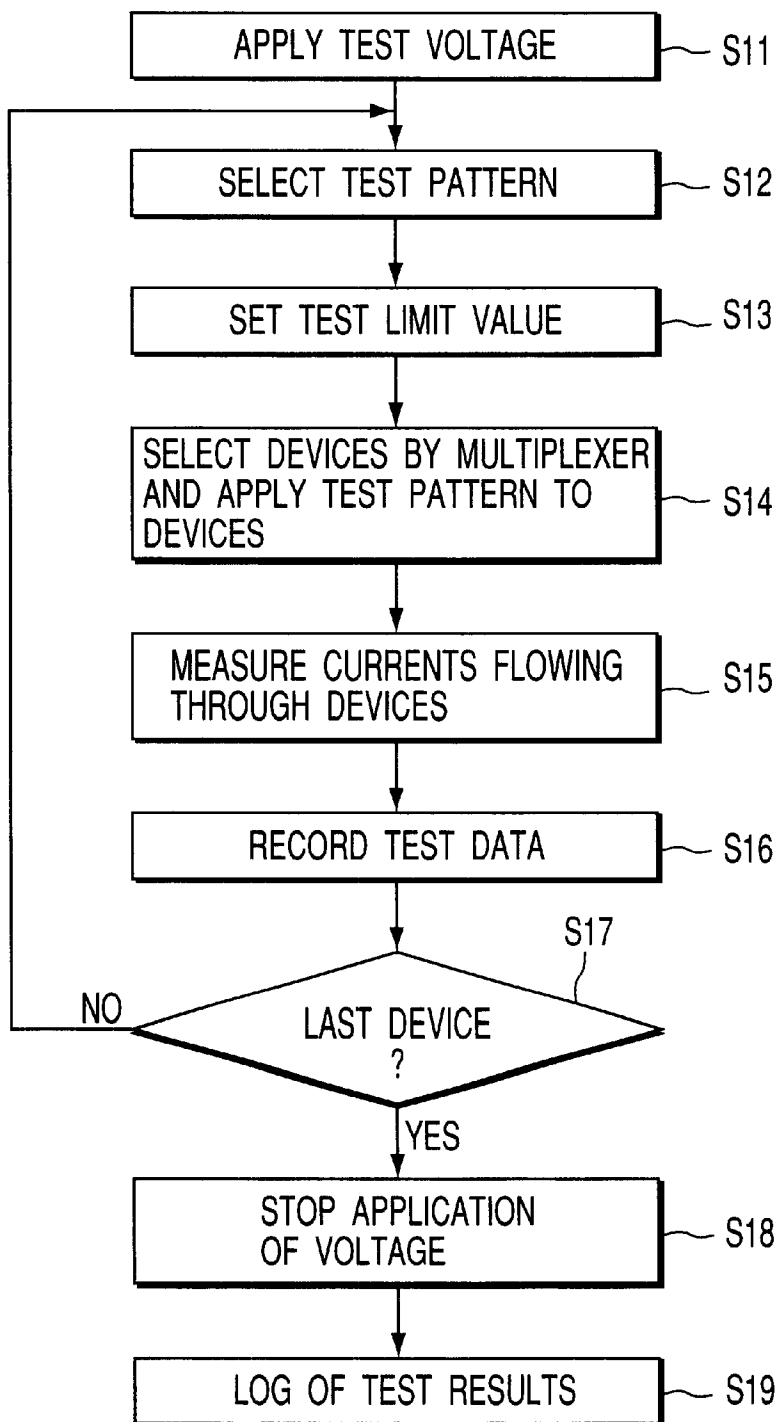 APPLY TEST VOLTAGE
S11
SELECT TEST PATTERN
S12
SET TEST LIMIT VALUE
S13
SELECT DEVICES BY MULTIPLEXER
AND APPLY TEST PATTERN TO
DEVICES
S14
MEASURE CURRENTS FLOWING
THROUGH DEVICES
S15
RECORD TEST DATA
S16
S17
NO
LAST DEVICE
?
YES
STOP APPLICATION
OF VOLTAGE
S18
LOG OF TEST RESULTS
S19